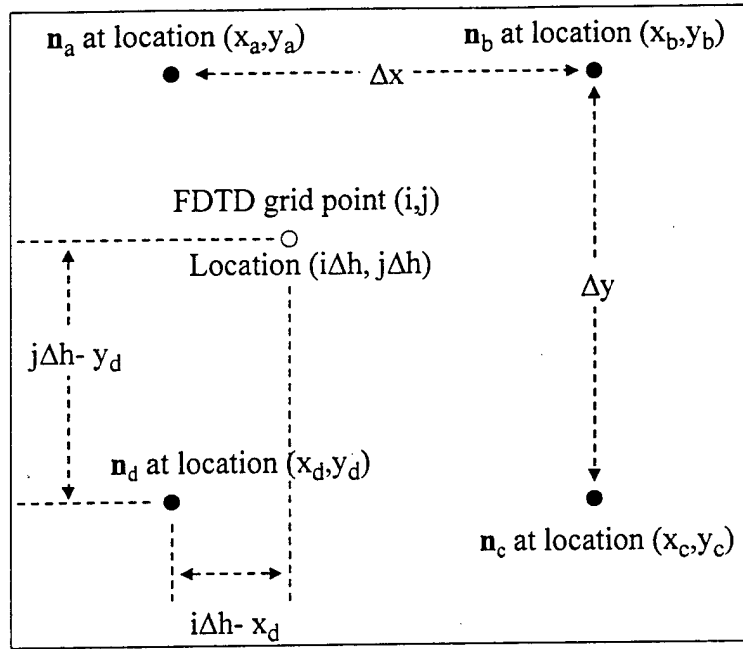 n_a at location (x_a,y_a)
n_b at location (x_b,y_b)
Δx
FDTD grid point (i,j)
Location (iΔh, jΔh)
Δy
jΔh- y_d
n_d at location (x_d,y_d)
n_c at location (x_c,y_c)
iΔh- x_d